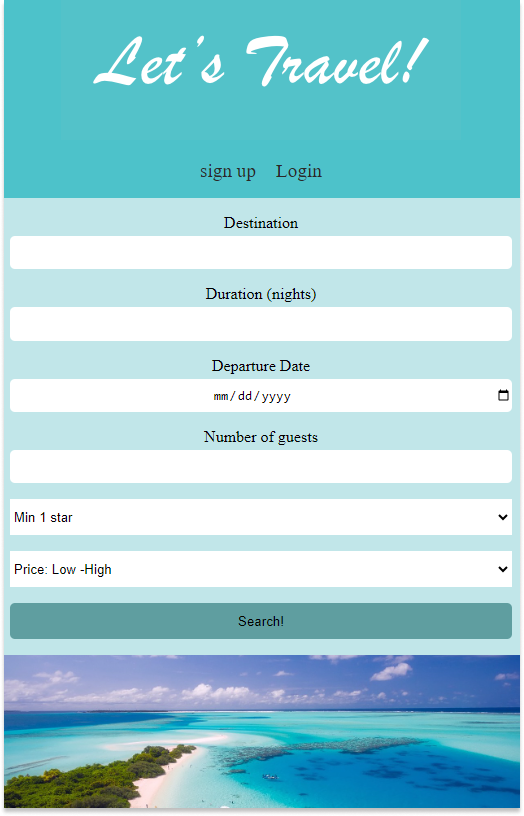 Let's Travel!
sign up Login
Destination
Duration (nights)
Departure Date
mm/dd/yyyy
Number of guests
Min 1 star
Price: Low -High
Search!